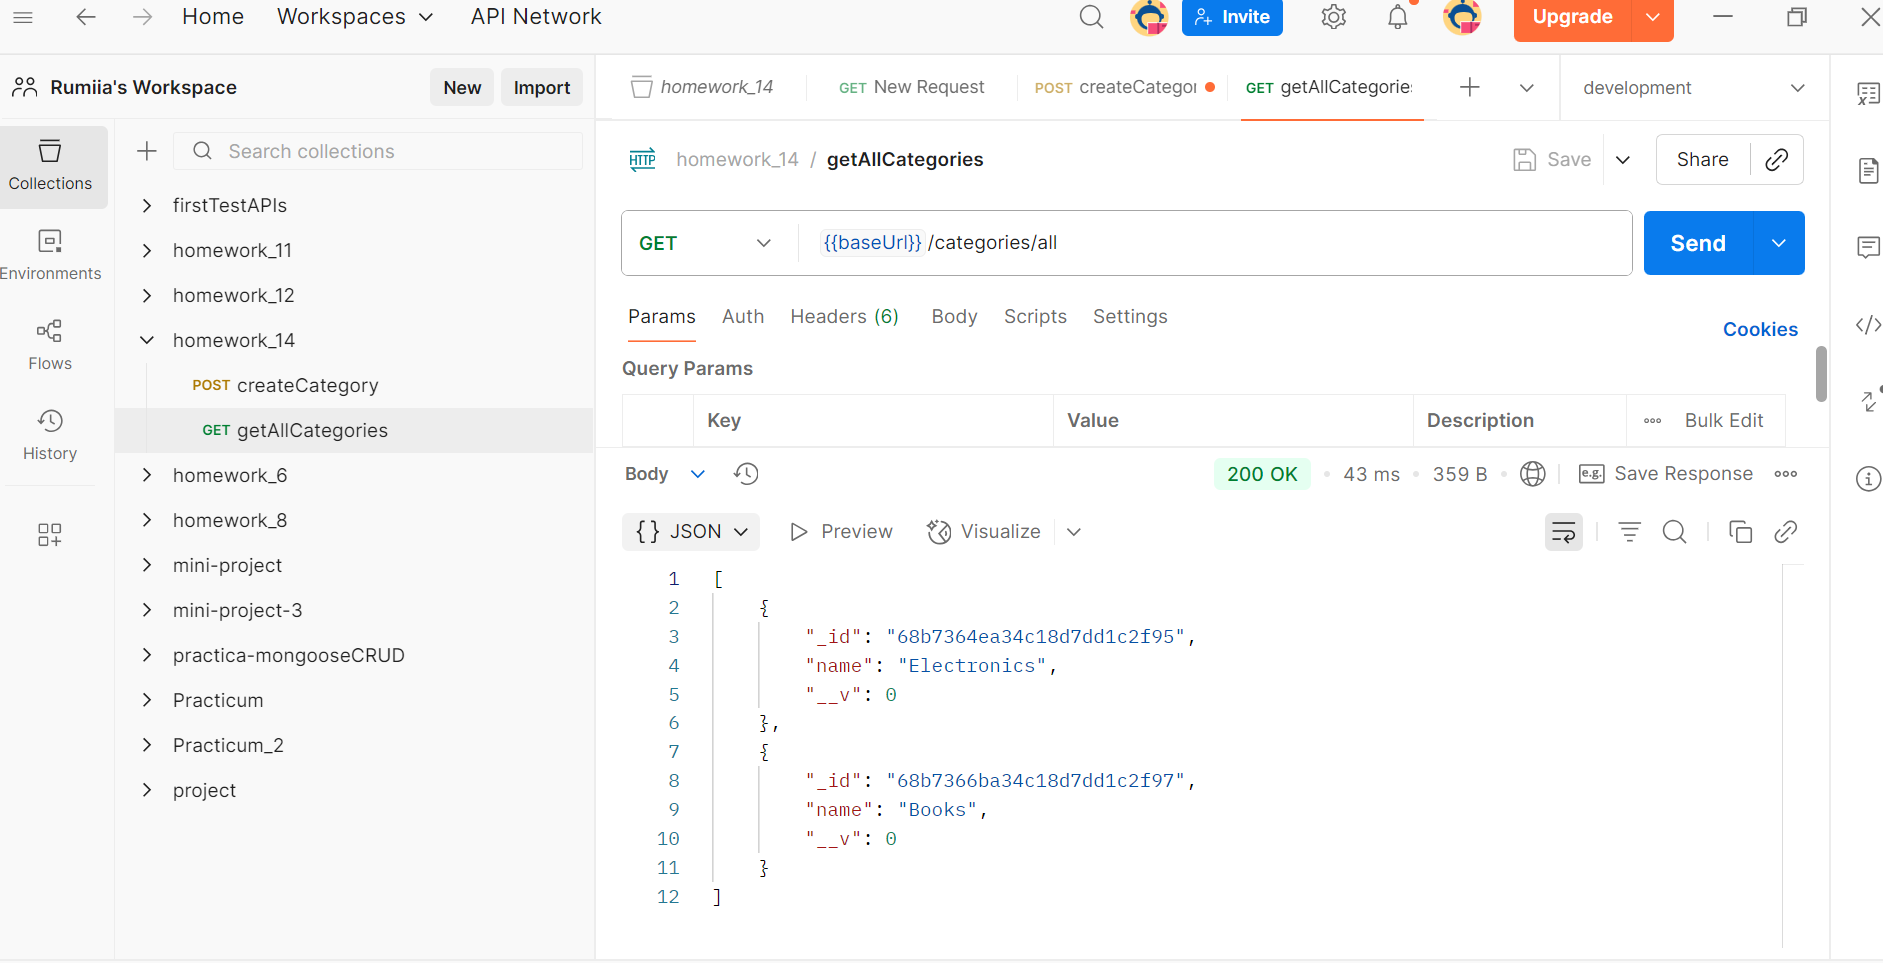 Home Workspaces API Network Invite Upgrade
Rumiia's Workspace New Import
homework_14 GET New Request POST createCategor GET getAllCategories development
Collections
Environments
Flows
History
Search collections
firstTestAPIs
homework_11
homework_12
homework_14
POST createCategory
GET getAllCategories
homework_6
homework_8
mini-project
mini-project-3
practica-mongooseCRUD
Practicum
Practicum_2
project
HTTP homework_14 / getAllCategories Save Share
GET {{baseUrl}} /categories/all Send
Params Auth Headers (6) Body Scripts Settings Cookies
Query Params
Key Value Description Bulk Edit
Body 200 OK • 43 ms • 359 B • e.g. Save Response
{} JSON Preview Visualize
1 [
2 {
3 "_id": "68b7364ea34c18d7dd1c2f95",
4 "name": "Electronics",
5 "__v": 0
6 },
7 {
8 "_id": "68b7366ba34c18d7dd1c2f97",
9 "name": "Books",
10 "__v": 0
11 }
12 ]